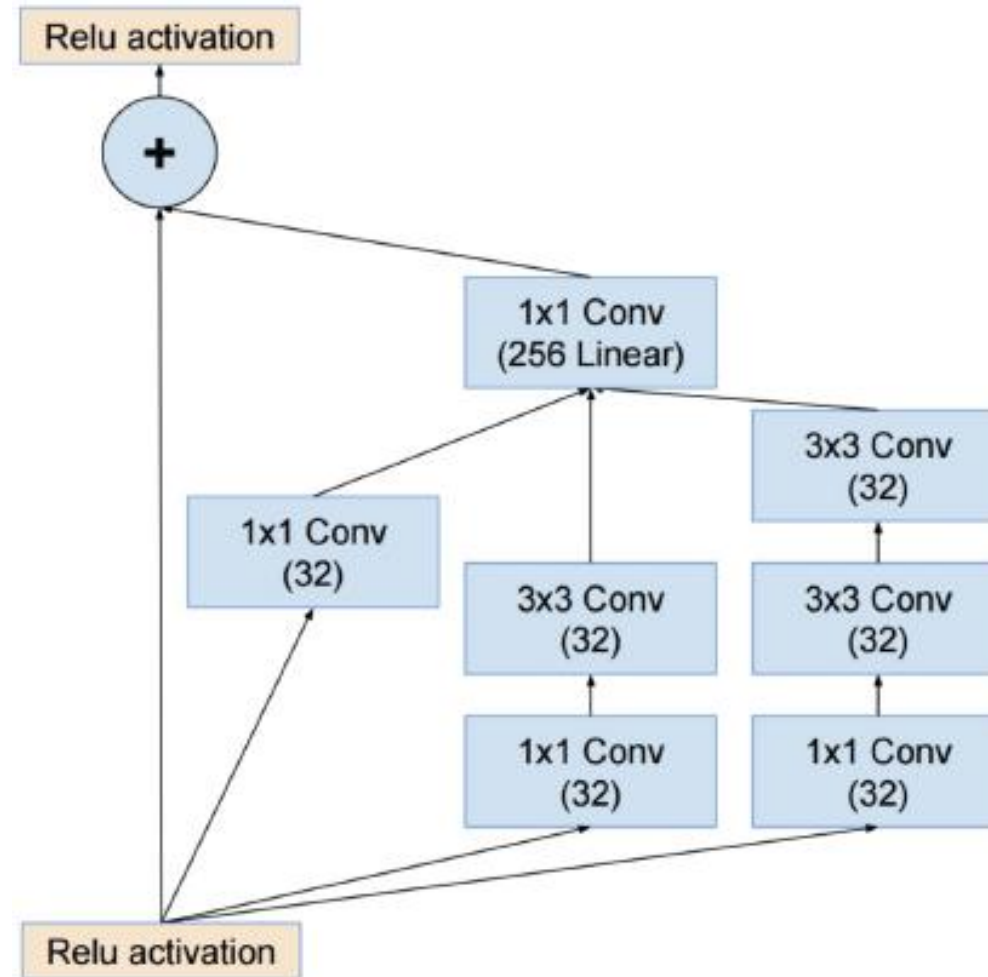 Relu activation
+
1x1 Conv
(256 Linear)
3x3 Conv
(32)
1x1 Conv
(32)
3x3 Conv
(32)
3x3 Conv
(32)
1x1 Conv
(32)
1x1 Conv
(32)
Relu activation